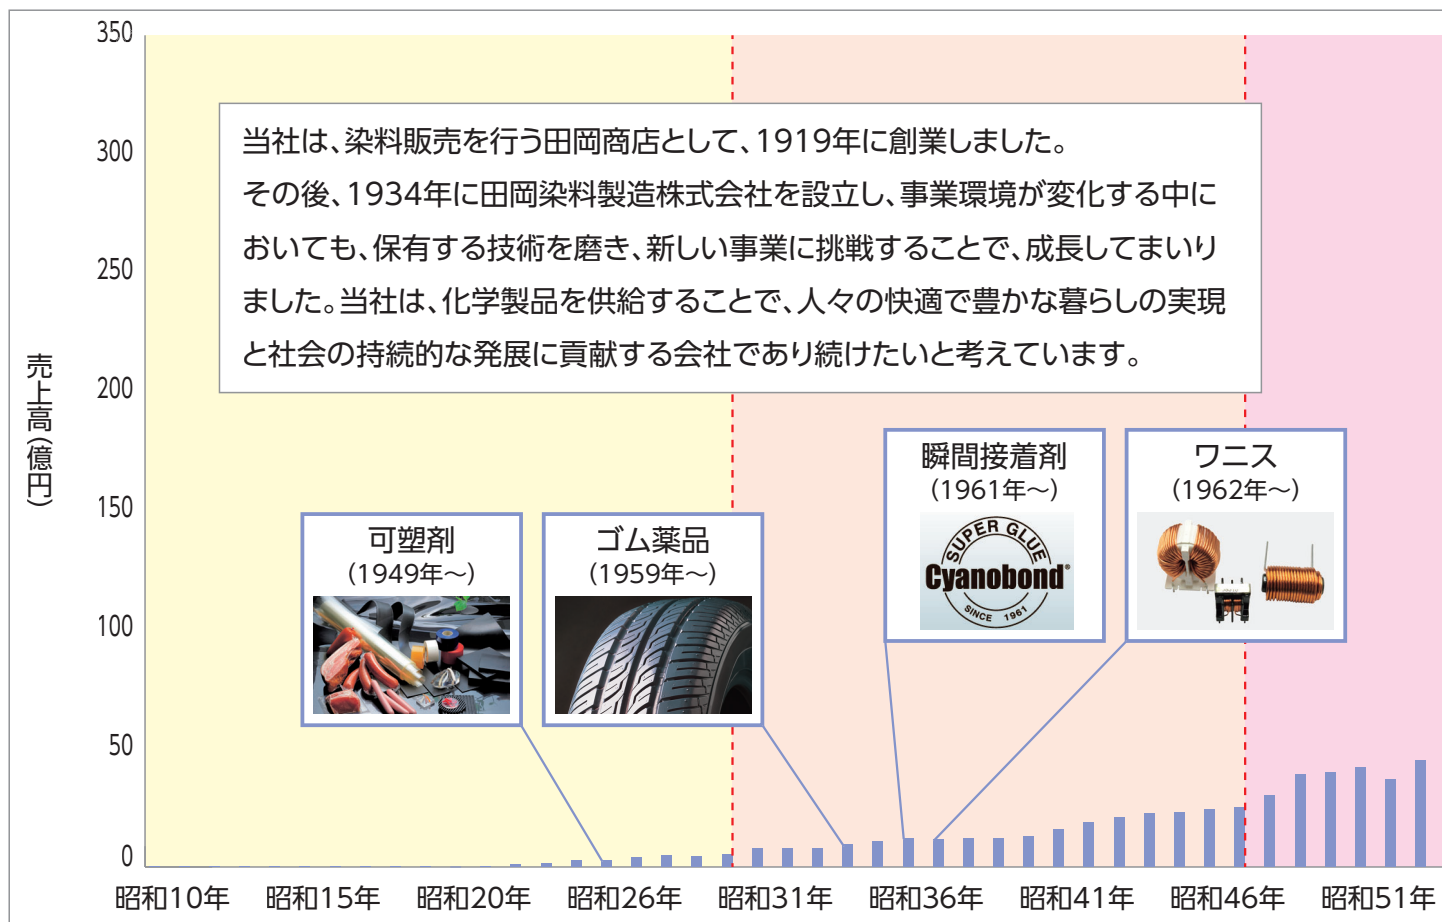 350
300
250
200
150
100
50
0
売上高(億円)
当社は、染料販売を行う田岡商店として、1919年に創業しました。
その後、1934年に田岡染料製造株式会社を設立し、事業環境が変化する中に
おいても、保有する技術を磨き、新しい事業に挑戦することで、成長してまいり
ました。当社は、化学製品を供給することで、人々の快適で豊かな暮らしの実現
と社会の持続的な発展に貢献する会社であり続けたいと考えています。
可塑剤
(1949年～)
ゴム薬品
(1959年～)
瞬間接着剤
(1961年～)
SUPER GLUE
Cyanobond®
SINCE 1961
ワニス
(1962年～)
昭和10年 昭和15年 昭和20年 昭和26年 昭和31年 昭和36年 昭和41年 昭和46年 昭和51年